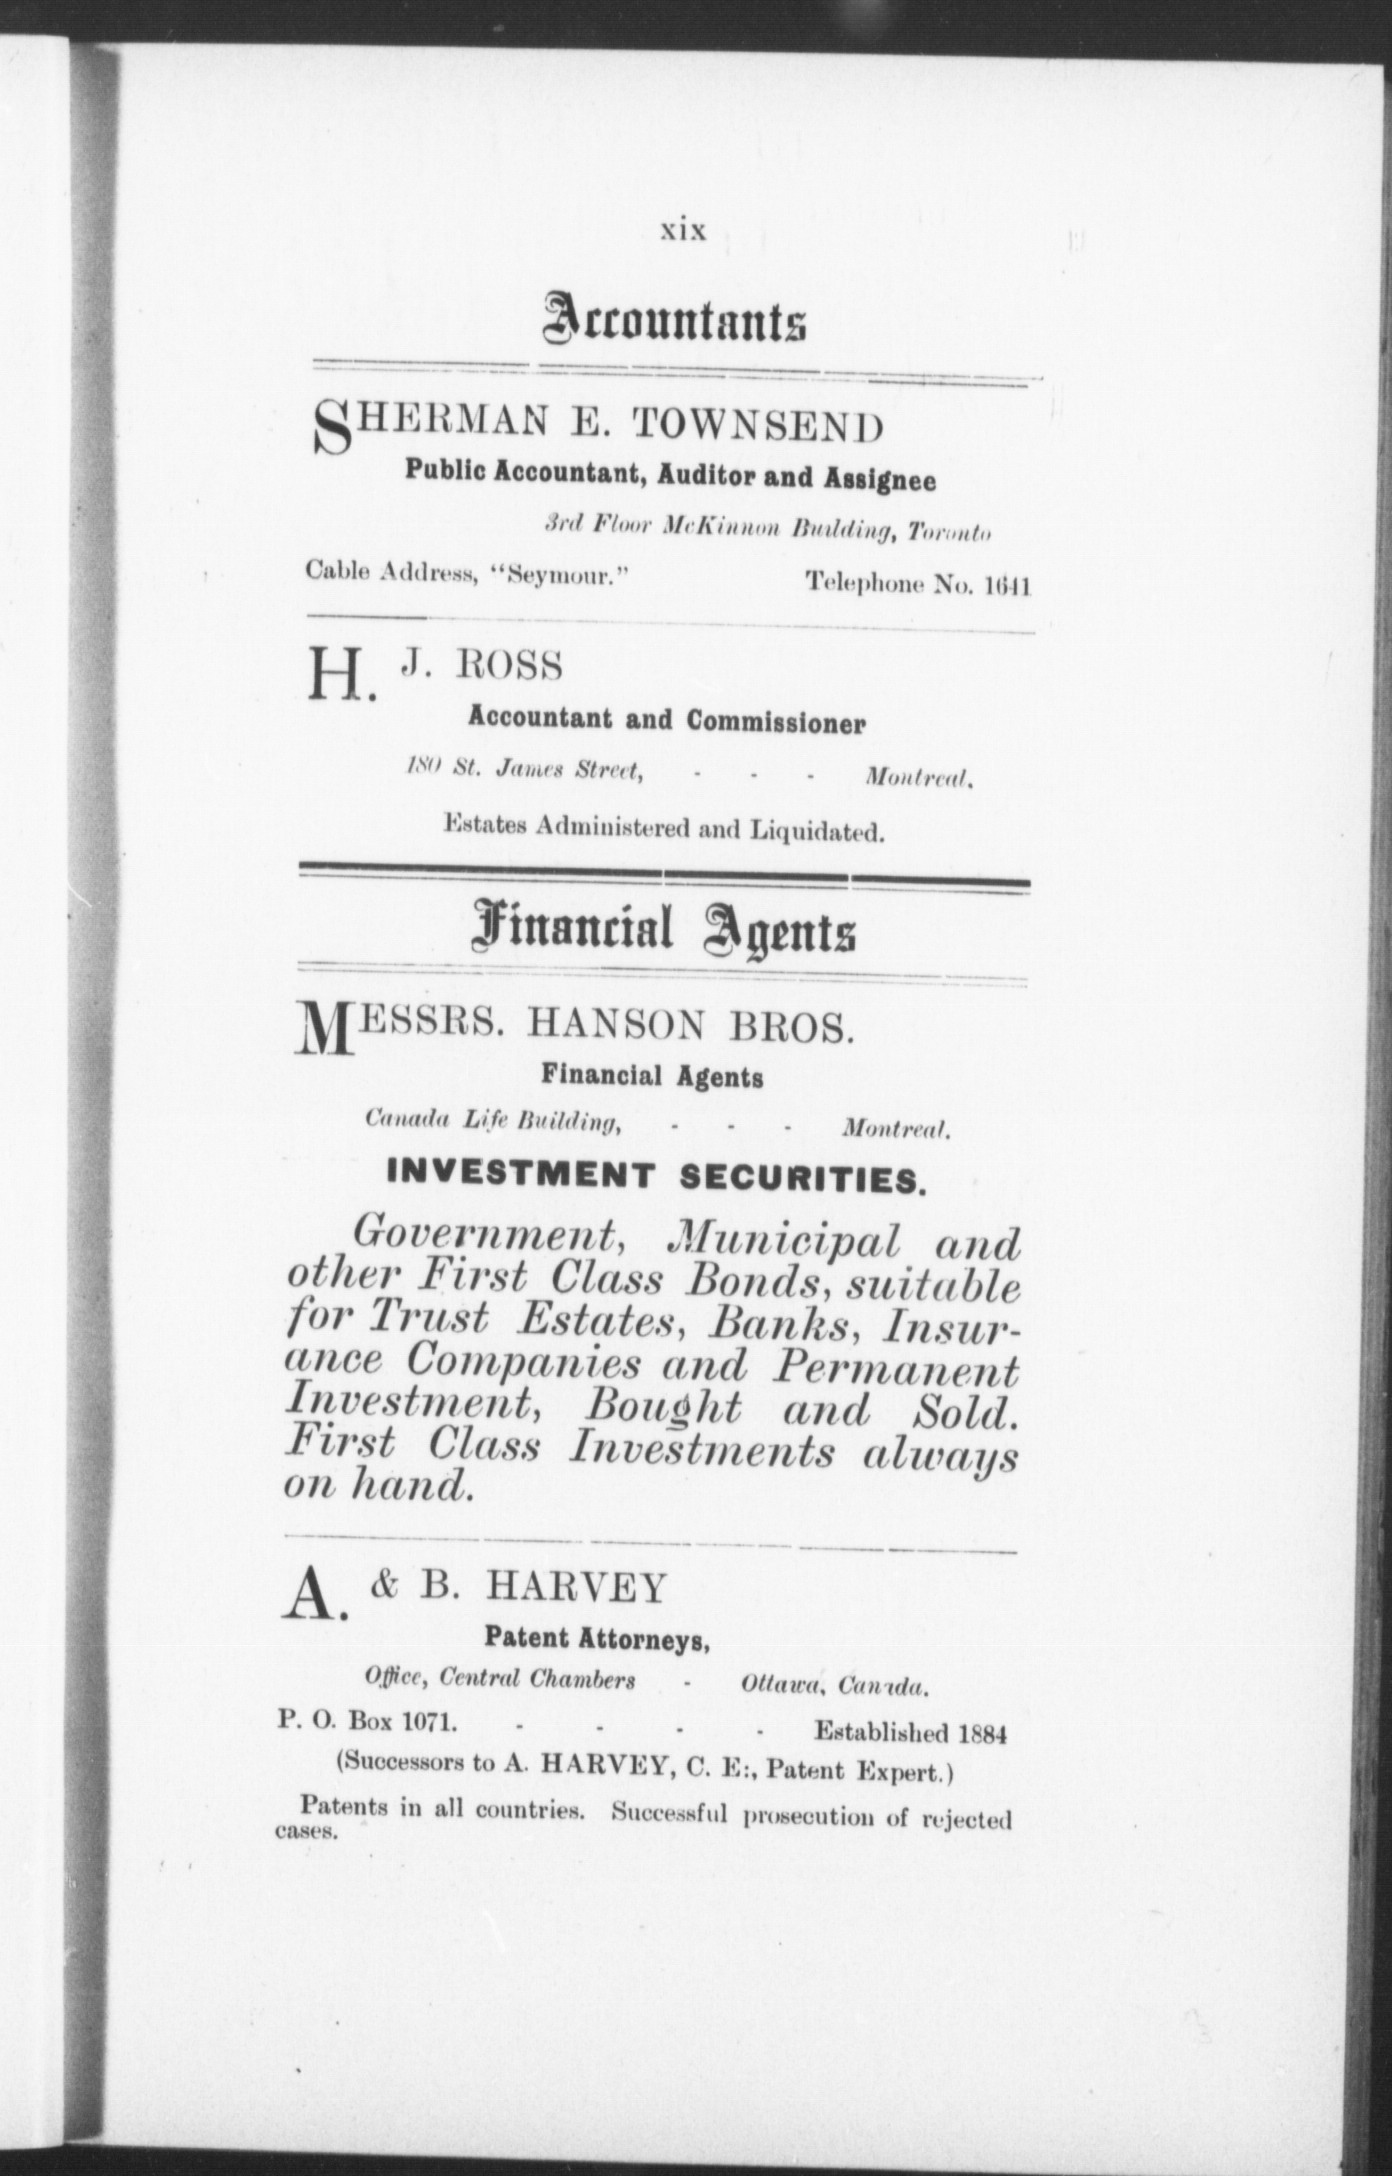 xix
Accountants
SHERMAN E. TOWNSEND
Public Accountant, Auditor and Assignee
3rd Floor McKinnon Building, Toronto
Cable Address, "Seymour." Telephone No. 1641
H. J. ROSS
Accountant and Commissioner
180 St. James Street, - - - Montreal.
Estates Administered and Liquidated.
Financial Agents
MESSRS. HANSON BROS.
Financial Agents
Canada Life Building, - - - Montreal.
INVESTMENT SECURITIES.
Government, Municipal and
other First Class Bonds, suitable
for Trust Estates, Banks, Insur-
ance Companies and Permanent
Investment, Bought and Sold.
First Class Investments always
on hand.
A. & B. HARVEY
Patent Attorneys,
Office, Central Chambers - Ottawa, Canada.
P. O. Box 1071. - - - - Established 1884
(Successors to A. HARVEY, C. E:, Patent Expert.)
Patents in all countries. Successful prosecution of rejected
cases.